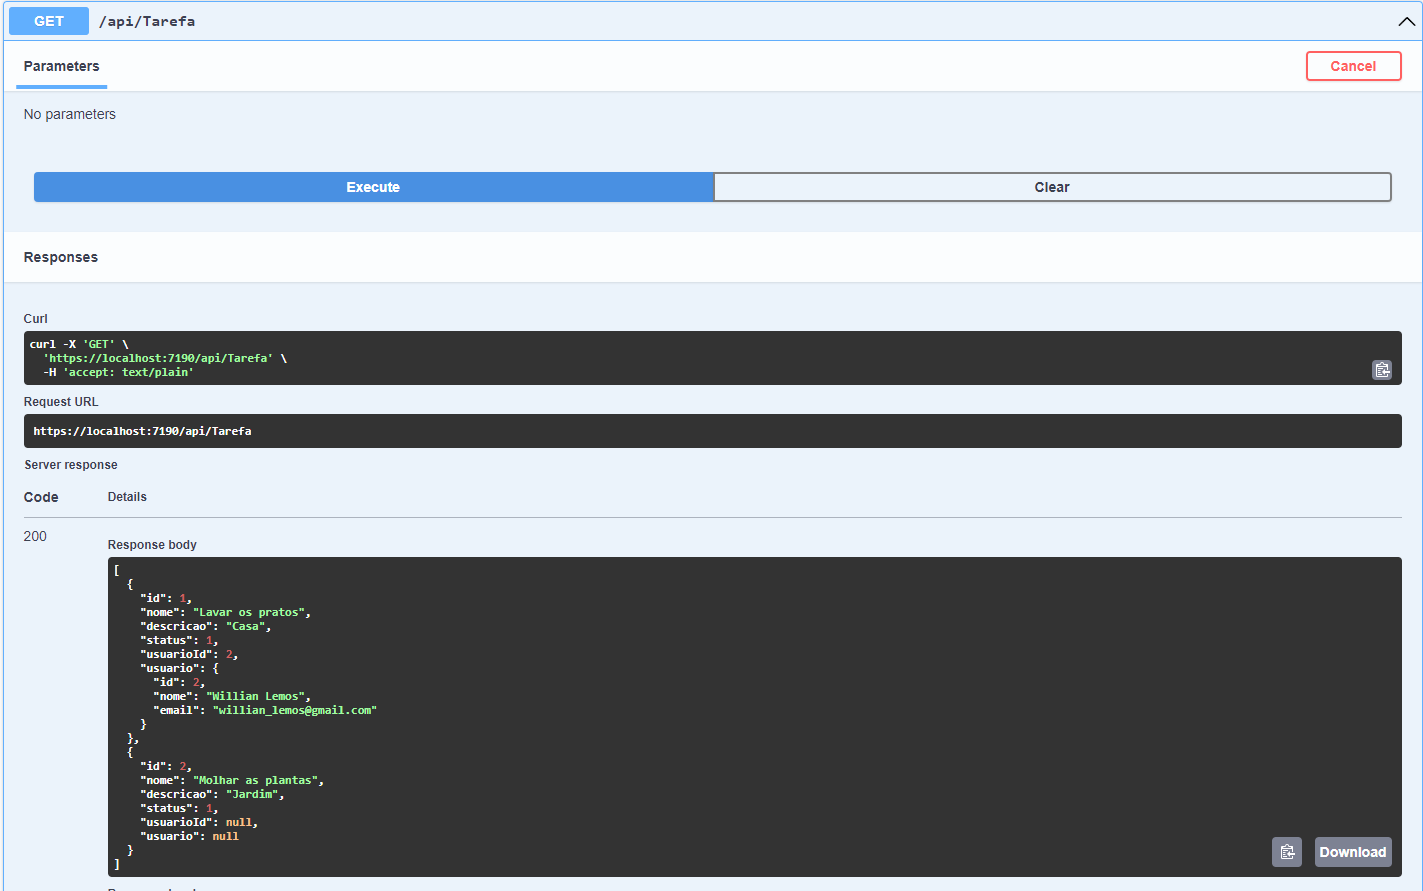 GET /api/Tarefa
Parameters
Cancel
No parameters
Execute
Clear
Responses
Curl
curl -X 'GET' \
  'https://localhost:7190/api/Tarefa' \
  -H 'accept: text/plain'
Request URL
https://localhost:7190/api/Tarefa
Server response
Code Details
200
Response body
[
  {
    "id": 1,
    "nome": "Lavar os pratos",
    "descricao": "Casa",
    "status": 1,
    "usuarioId": 2,
    "usuario": {
      "id": 2,
      "nome": "Willian Lemos",
      "email": "willian_lemos@gmail.com"
    }
  },
  {
    "id": 2,
    "nome": "Molhar as plantas",
    "descricao": "Jardim",
    "status": 1,
    "usuarioId": null,
    "usuario": null
  }
]
Download